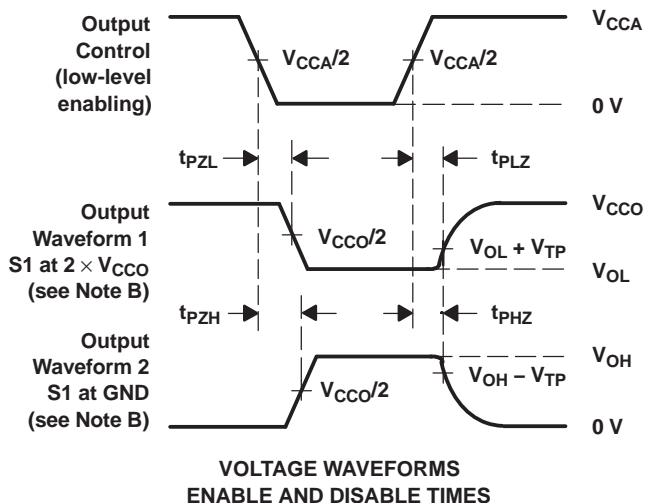 Output
Control
(low-level
enabling)
V_CCA/2
V_CCA/2
V_CCA
0 V
t_PZL
t_PLZ
Output
Waveform 1
S1 at 2 × V_CCO
(see Note B)
V_CCO/2
V_CCO
V_OL + V_TP
V_OL
t_PZH
t_PHZ
Output
Waveform 2
S1 at GND
(see Note B)
V_CCO/2
V_OH
V_OH – V_TP
0 V
VOLTAGE WAVEFORMS
ENABLE AND DISABLE TIMES